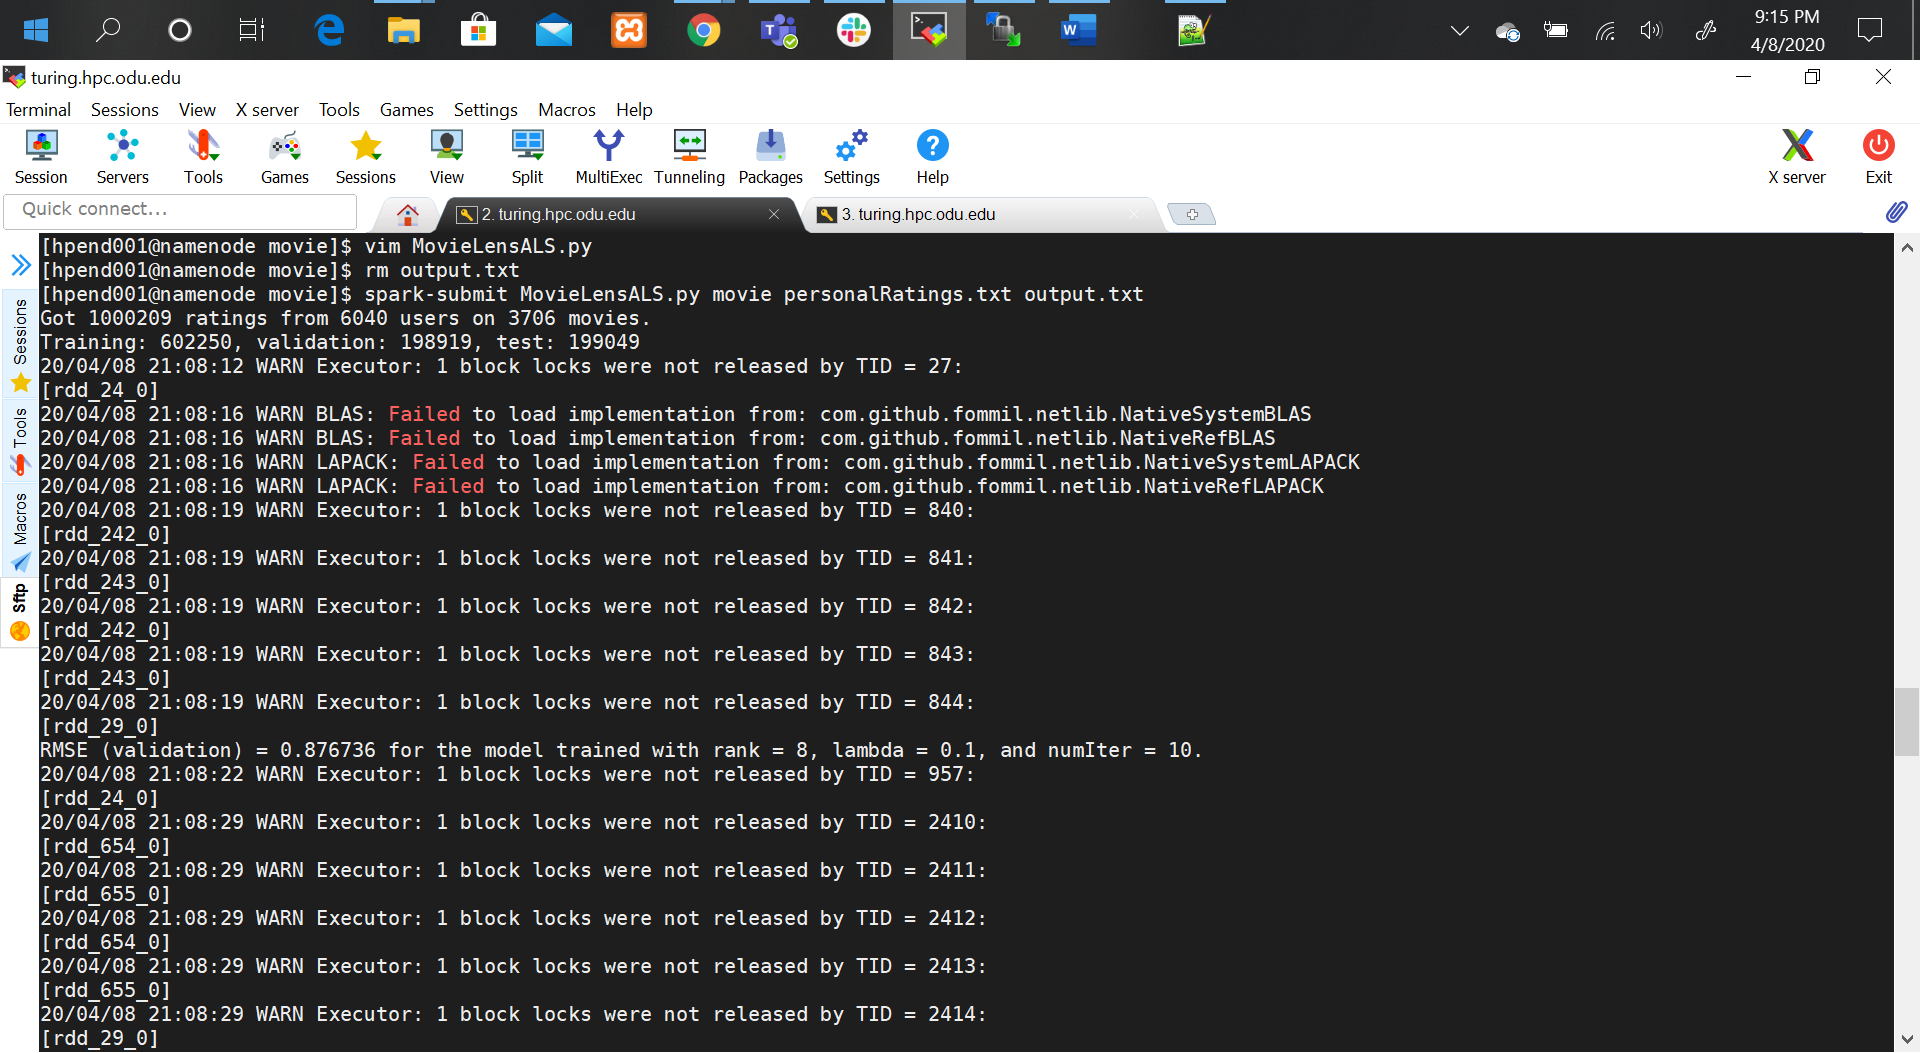 9:15 PM
4/8/2020
turing.hpc.odu.edu
Terminal Sessions View X server Tools Games Settings Macros Help
Session Servers Tools Games Sessions View Split MultiExec Tunneling Packages Settings Help X server Exit
Quick connect... 2. turing.hpc.odu.edu 3. turing.hpc.odu.edu
Sessions
Tools
Macros
Sftp
[hpend001@namenode movie]$ vim MovieLensALS.py
[hpend001@namenode movie]$ rm output.txt
[hpend001@namenode movie]$ spark-submit MovieLensALS.py movie personalRatings.txt output.txt
Got 1000209 ratings from 6040 users on 3706 movies.
Training: 602250, validation: 198919, test: 199049
20/04/08 21:08:12 WARN Executor: 1 block locks were not released by TID = 27:
[rdd_24_0]
20/04/08 21:08:16 WARN BLAS: Failed to load implementation from: com.github.fommil.netlib.NativeSystemBLAS
20/04/08 21:08:16 WARN BLAS: Failed to load implementation from: com.github.fommil.netlib.NativeRefBLAS
20/04/08 21:08:16 WARN LAPACK: Failed to load implementation from: com.github.fommil.netlib.NativeSystemLAPACK
20/04/08 21:08:16 WARN LAPACK: Failed to load implementation from: com.github.fommil.netlib.NativeRefLAPACK
20/04/08 21:08:19 WARN Executor: 1 block locks were not released by TID = 840:
[rdd_242_0]
20/04/08 21:08:19 WARN Executor: 1 block locks were not released by TID = 841:
[rdd_243_0]
20/04/08 21:08:19 WARN Executor: 1 block locks were not released by TID = 842:
[rdd_242_0]
20/04/08 21:08:19 WARN Executor: 1 block locks were not released by TID = 843:
[rdd_243_0]
20/04/08 21:08:19 WARN Executor: 1 block locks were not released by TID = 844:
[rdd_29_0]
RMSE (validation) = 0.876736 for the model trained with rank = 8, lambda = 0.1, and numIter = 10.
20/04/08 21:08:22 WARN Executor: 1 block locks were not released by TID = 957:
[rdd_24_0]
20/04/08 21:08:29 WARN Executor: 1 block locks were not released by TID = 2410:
[rdd_654_0]
20/04/08 21:08:29 WARN Executor: 1 block locks were not released by TID = 2411:
[rdd_655_0]
20/04/08 21:08:29 WARN Executor: 1 block locks were not released by TID = 2412:
[rdd_654_0]
20/04/08 21:08:29 WARN Executor: 1 block locks were not released by TID = 2413:
[rdd_655_0]
20/04/08 21:08:29 WARN Executor: 1 block locks were not released by TID = 2414:
[rdd_29_0]